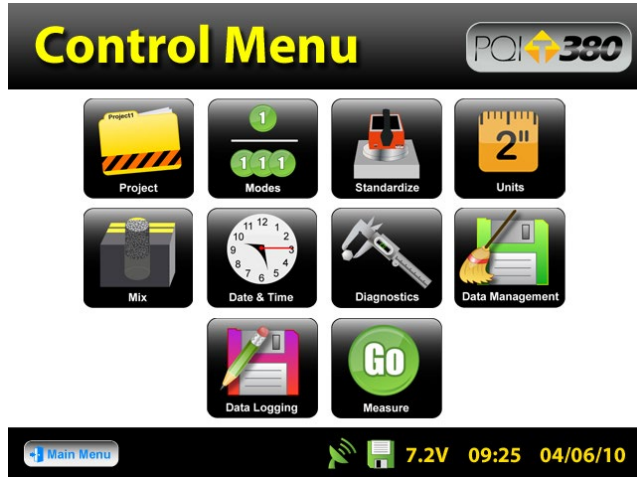 Control Menu
PQI T 380
Project1
Project
1
1 1 1
Modes
Standardize
2"
Units
Mix
12 1 2 3 4 5 6 7 8 9 10 11
Date & Time
Diagnostics
Data Management
Data Logging
Go
Measure
Main Menu
7.2V 09:25 04/06/10